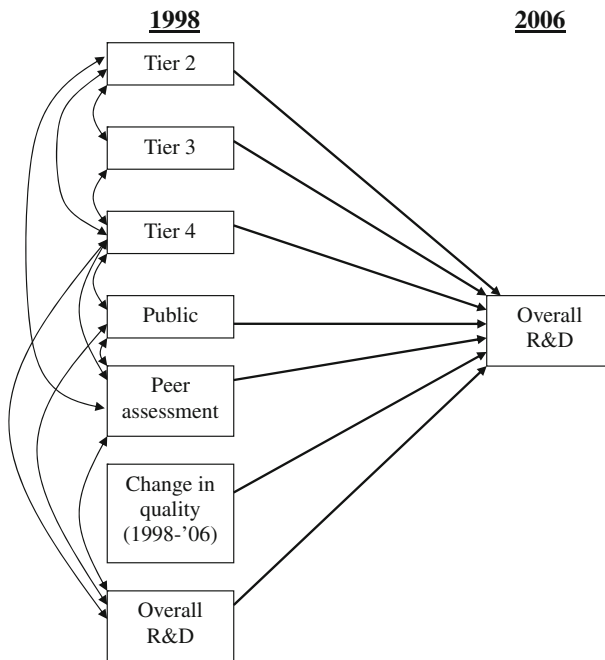 1998
2006
Tier 2
Tier 3
Tier 4
Public
Peer
assessment
Change in
quality
(1998-’06)
Overall
R&D
Overall
R&D